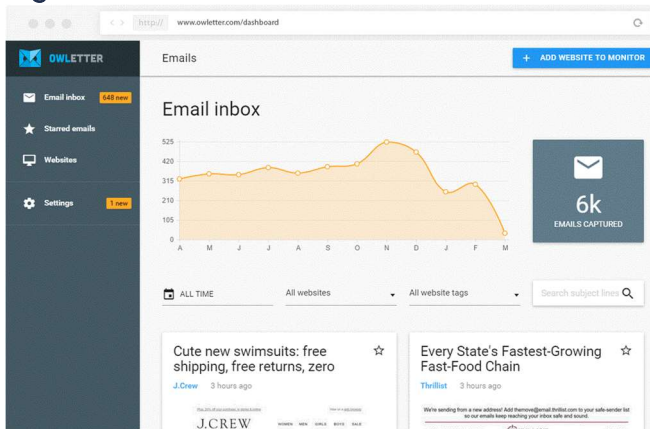 http:// www.owletter.com/dashboard
OWLETTER
Emails
+ ADD WEBSITE TO MONITOR
Email inbox 648 new
Starred emails
Websites
Settings 1 new
Email inbox
525
420
315
210
105
0
A M J J A S O N D J F M
6k
EMAILS CAPTURED
ALL TIME
All websites
All website tags
Search subject lines
Cute new swimsuits: free
shipping, free returns, zero
J.Crew 3 hours ago
J.CREW
WOMEN MEN GIRLS BOYS SALE
Every State's Fastest-Growing
Fast-Food Chain
Thrillist 3 hours ago
We're sending from a new address! Add themove@email.thrillist.com to your safe-sender list
so our emails keep reaching your inbox safe and sound.